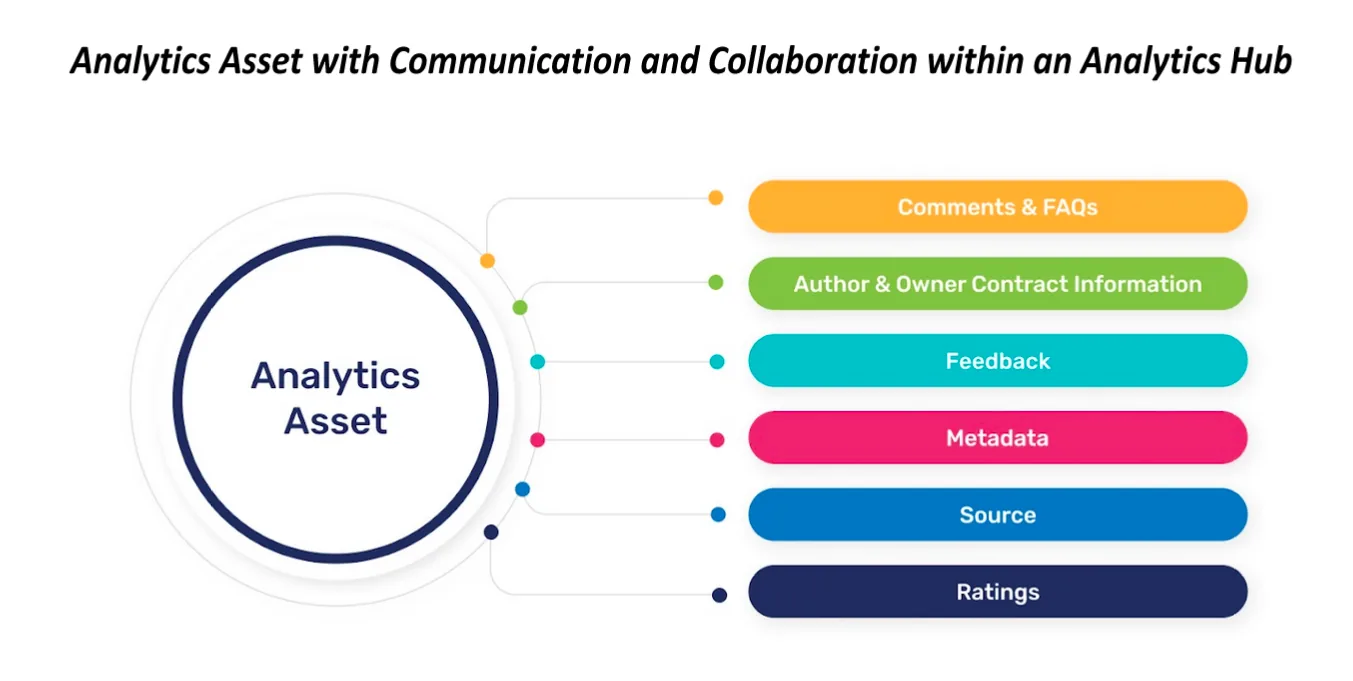 Analytics Asset with Communication and Collaboration within an Analytics Hub
Analytics
Asset
Comments & FAQs
Author & Owner Contract Information
Feedback
Metadata
Source
Ratings